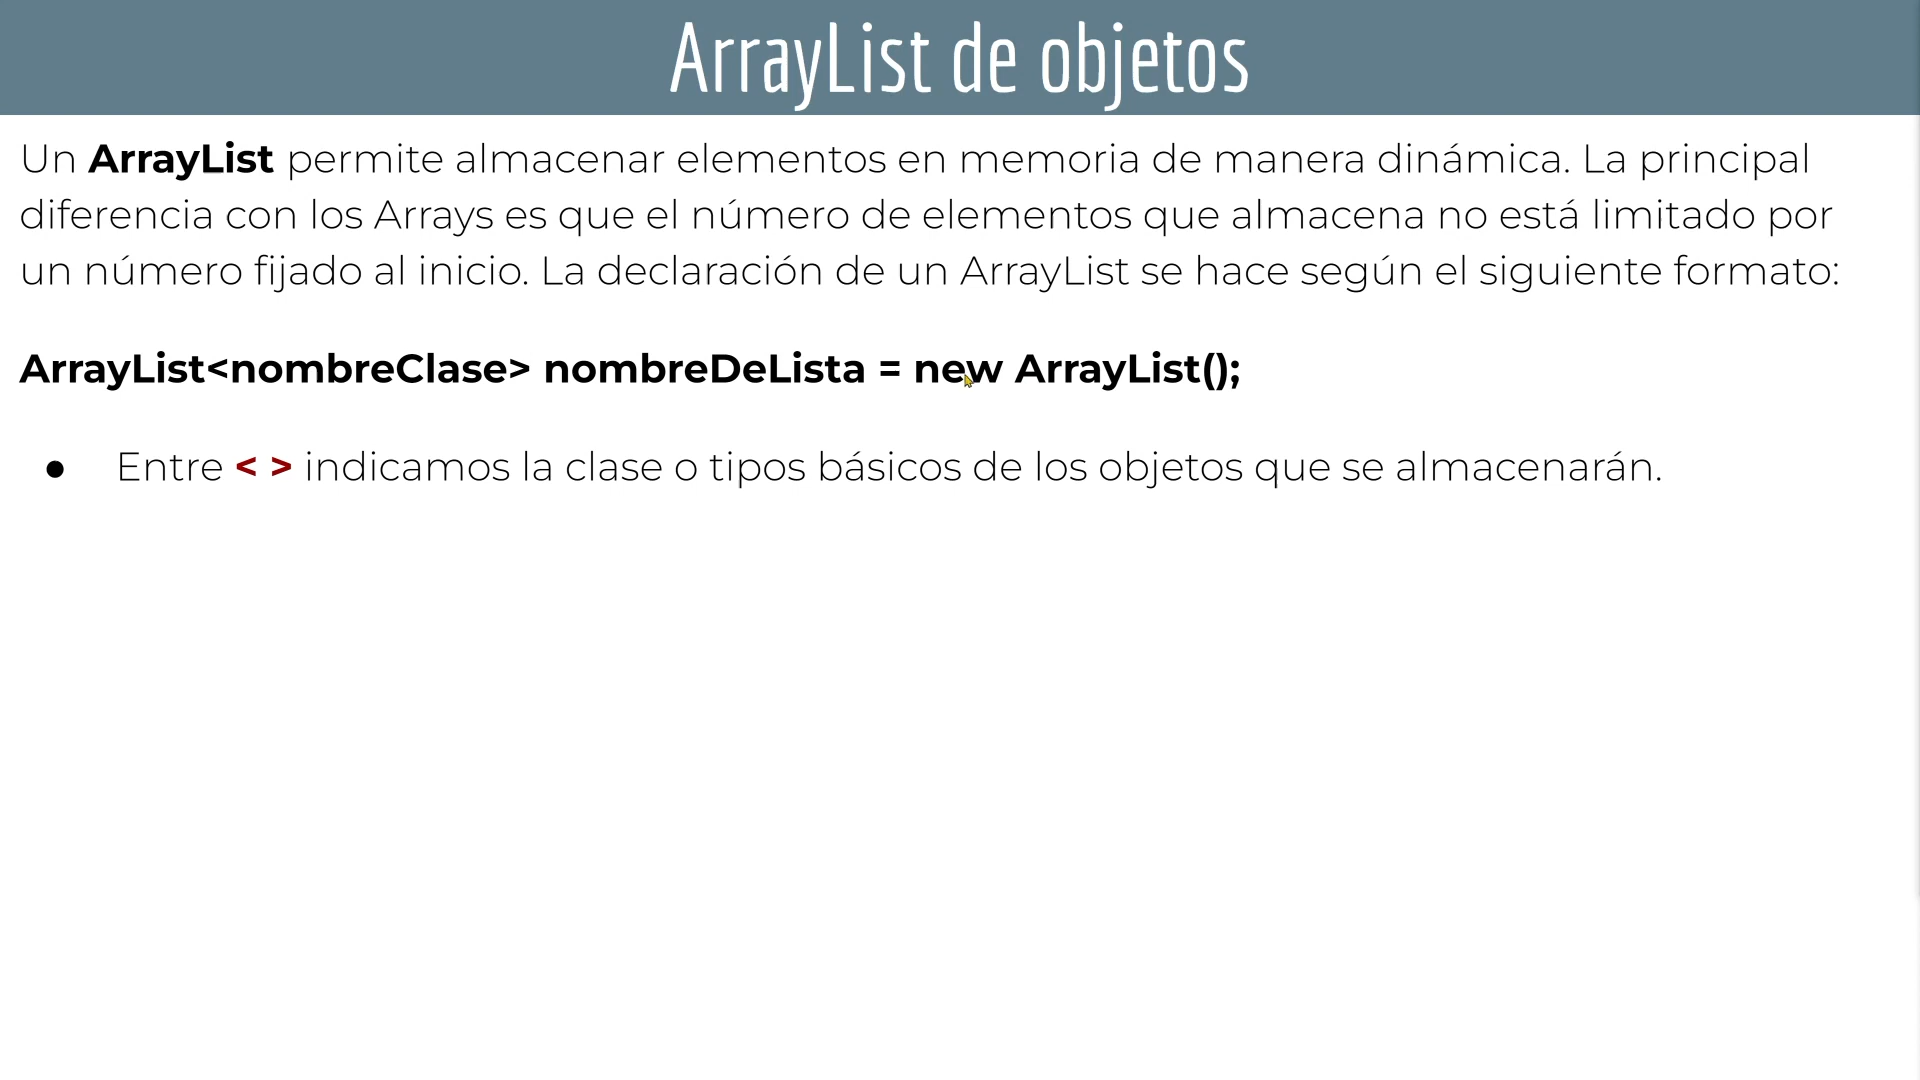 ArrayList de objetos
Un ArrayList permite almacenar elementos en memoria de manera dinámica. La principal
diferencia con los Arrays es que el número de elementos que almacena no está limitado por
un número fijado al inicio. La declaración de un ArrayList se hace según el siguiente formato:
ArrayList<nombreClase> nombreDeLista = new ArrayList();
● Entre < > indicamos la clase o tipos básicos de los objetos que se almacenarán.